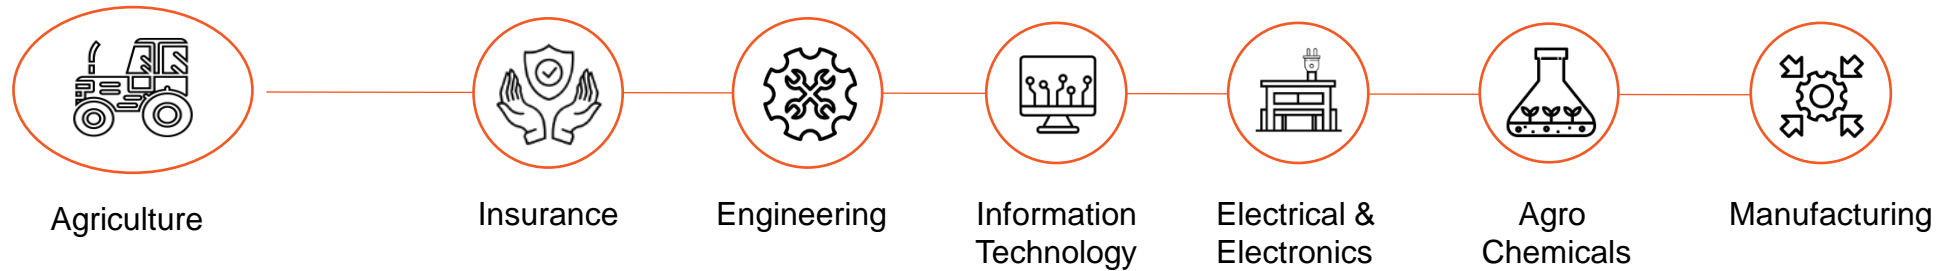 Agriculture
Insurance
Engineering
Information
Technology
Electrical &
Electronics
Agro
Chemicals
Manufacturing